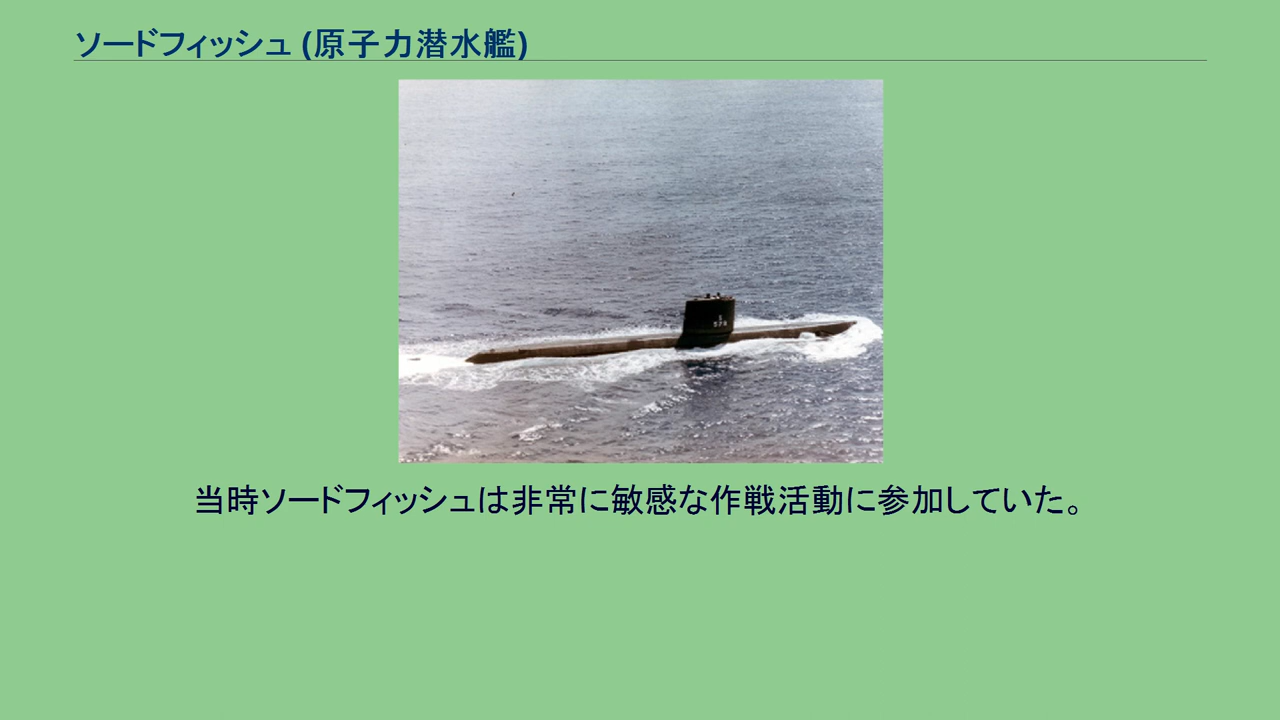 ソードフィッシュ (原子力潜水艦)
当時ソードフィッシュは非常に敏感な作戦活動に参加していた。